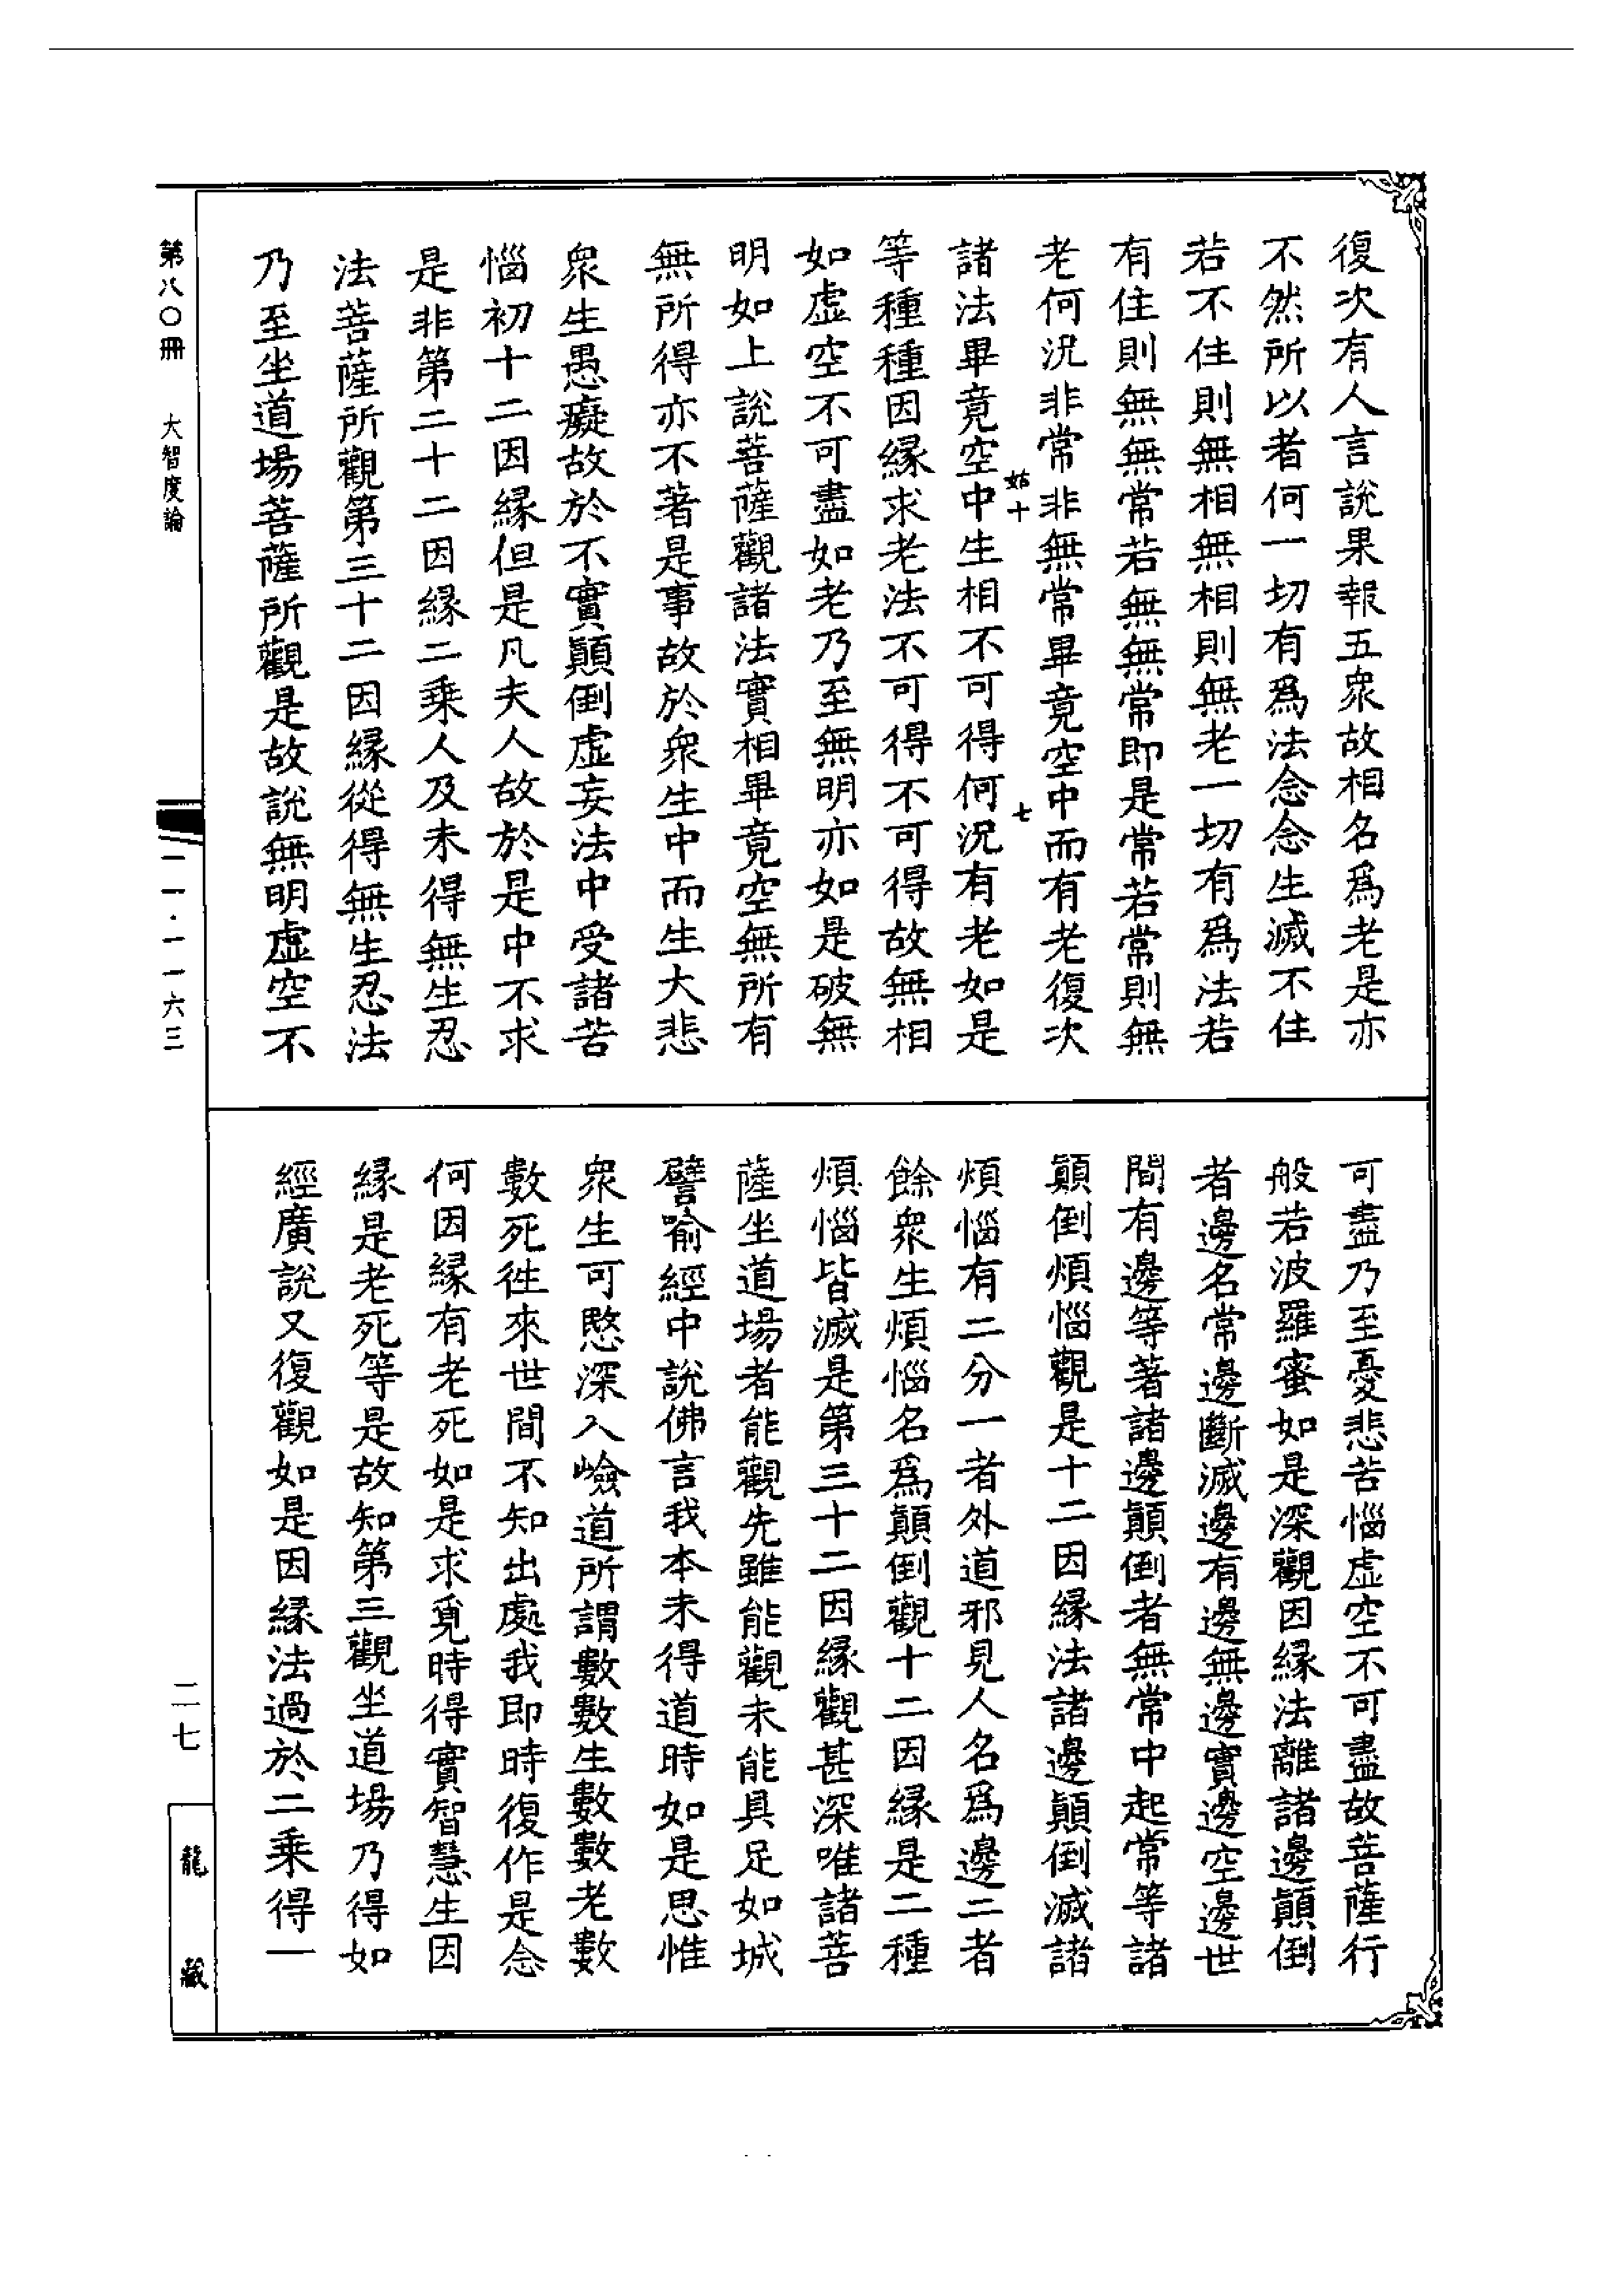 復次有人言說果報五衆故相名爲老是亦
不然所以者何一切有爲法念念生滅不住
若不住則無相無相則無老一切有爲法若
有住則無無常若無無常即是常若常則無
老何況非常非無常畢竟空中而有老復次
姑十
七
諸法畢竟空中生相不可得何況有老如是
等種種因緣求老法不可得不可得故無相
如虛空不可盡如老乃至無明亦如是破無
明如上說菩薩觀諸法實相畢竟空無所有
無所得亦不著是事故於衆生中而生大悲
衆生愚癡故於不實顛倒虛妄法中受諸苦
惱初十二因緣但是凡夫人故於是中不求
是非第二十二因緣二乘人及未得無生忍
法菩薩所觀第三十二因緣從得無生忍法
乃至坐道場菩薩所觀是故說無明虛空不
可盡乃至憂悲苦惱虛空不可盡故菩薩行
般若波羅蜜如是深觀因緣法離諸邊顛倒
者邊名常邊斷滅邊有邊無邊實邊空邊世
間有邊等著諸邊顛倒者無常中起常等諸
顛倒煩惱觀是十二因緣法諸邊顛倒滅諸
煩惱有二分一者外道邪見人名爲邊二者
餘衆生煩惱名爲顛倒觀十二因緣是二種
煩惱皆滅是第三十二因緣觀甚深唯諸菩
薩坐道場者能觀先雖能觀未能具足如城
譬喻經中說佛言我本未得道時如是思惟
衆生可愍深入嶮道所謂數數生數數老數
數死徃來世間不知出處我即時復作是念
何因緣有老死如是求覓時得實智慧生因
緣是老死等是故知第三觀坐道場乃得如
經廣說又復觀如是因緣法過於二乘得一
第八〇冊
大智度論
一一·一一六三
二七
龍藏